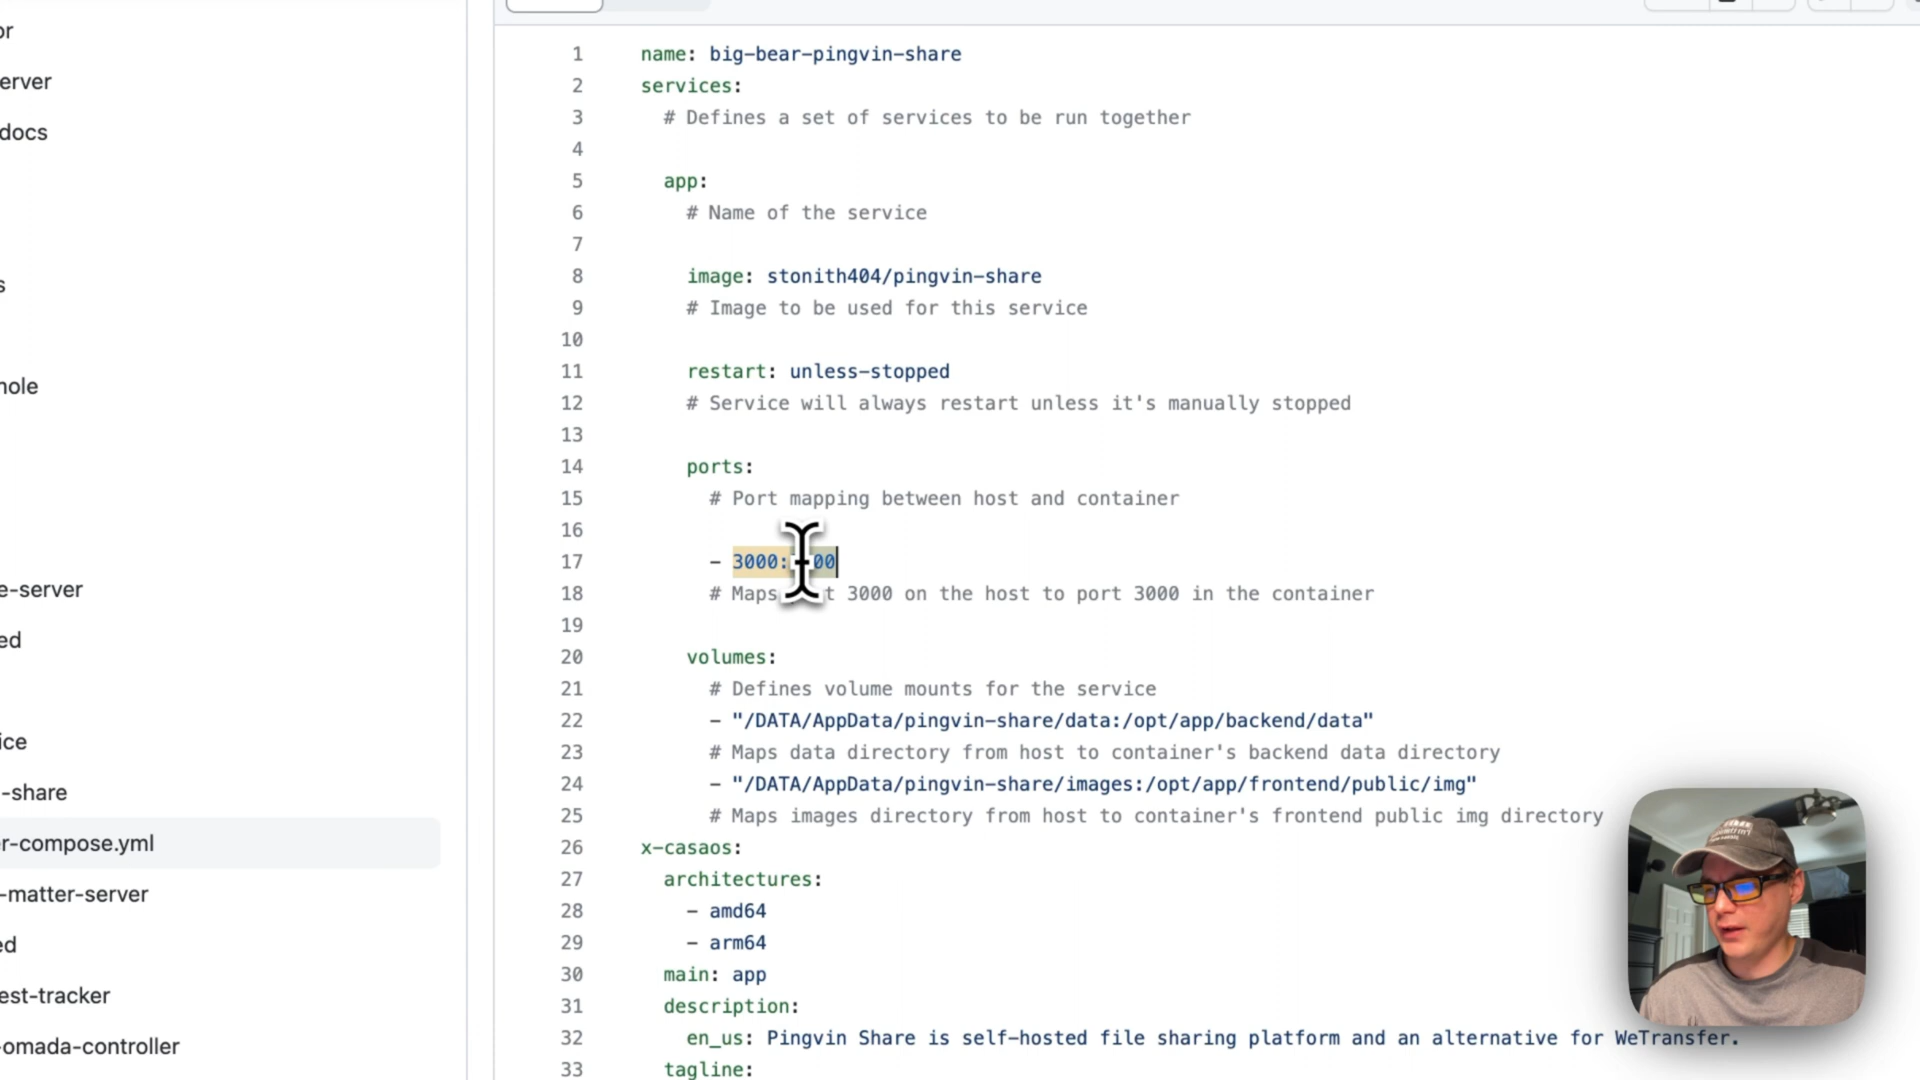 or
erver
docs
s
hole
e-server
ed
ice
-share
r-compose.yml
-matter-server
ed
est-tracker
-omada-controller
1 name: big-bear-pingvin-share
2 services:
3 # Defines a set of services to be run together
4
5 app:
6 # Name of the service
7
8 image: stonith404/pingvin-share
9 # Image to be used for this service
10
11 restart: unless-stopped
12 # Service will always restart unless it's manually stopped
13
14 ports:
15 # Port mapping between host and container
16
17 - 3000: 00
18 # Maps t 3000 on the host to port 3000 in the container
19
20 volumes:
21 # Defines volume mounts for the service
22 - "/DATA/AppData/pingvin-share/data:/opt/app/backend/data"
23 # Maps data directory from host to container's backend data directory
24 - "/DATA/AppData/pingvin-share/images:/opt/app/frontend/public/img"
25 # Maps images directory from host to container's frontend public img directory
26 x-casaos:
27 architectures:
28 - amd64
29 - arm64
30 main: app
31 description:
32 en_us: Pingvin Share is self-hosted file sharing platform and an alternative for WeTransfer.
33 tagline: